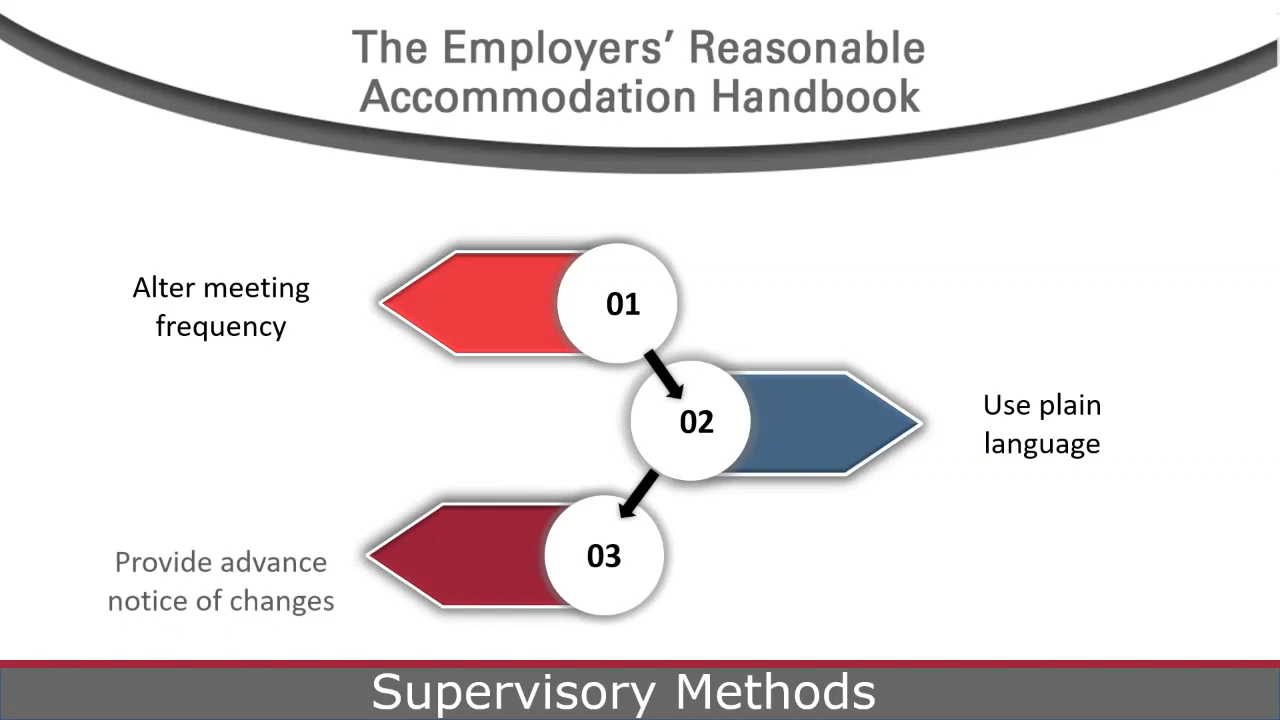 The Employers’ Reasonable
Accommodation Handbook
Alter meeting
frequency
01
02
Use plain
language
Provide advance
notice of changes
03
Supervisory Methods